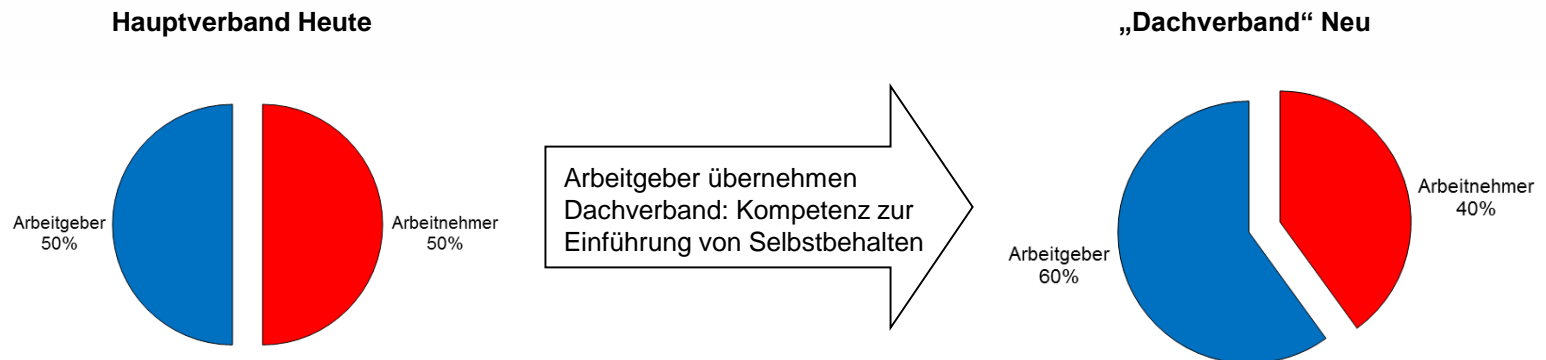 Hauptverband Heute
„Dachverband“ Neu
Arbeitgeber
50%
Arbeitnehmer
50%
Arbeitgeber übernehmen
Dachverband: Kompetenz zur
Einführung von Selbstbehalten
Arbeitnehmer
40%
Arbeitgeber
60%